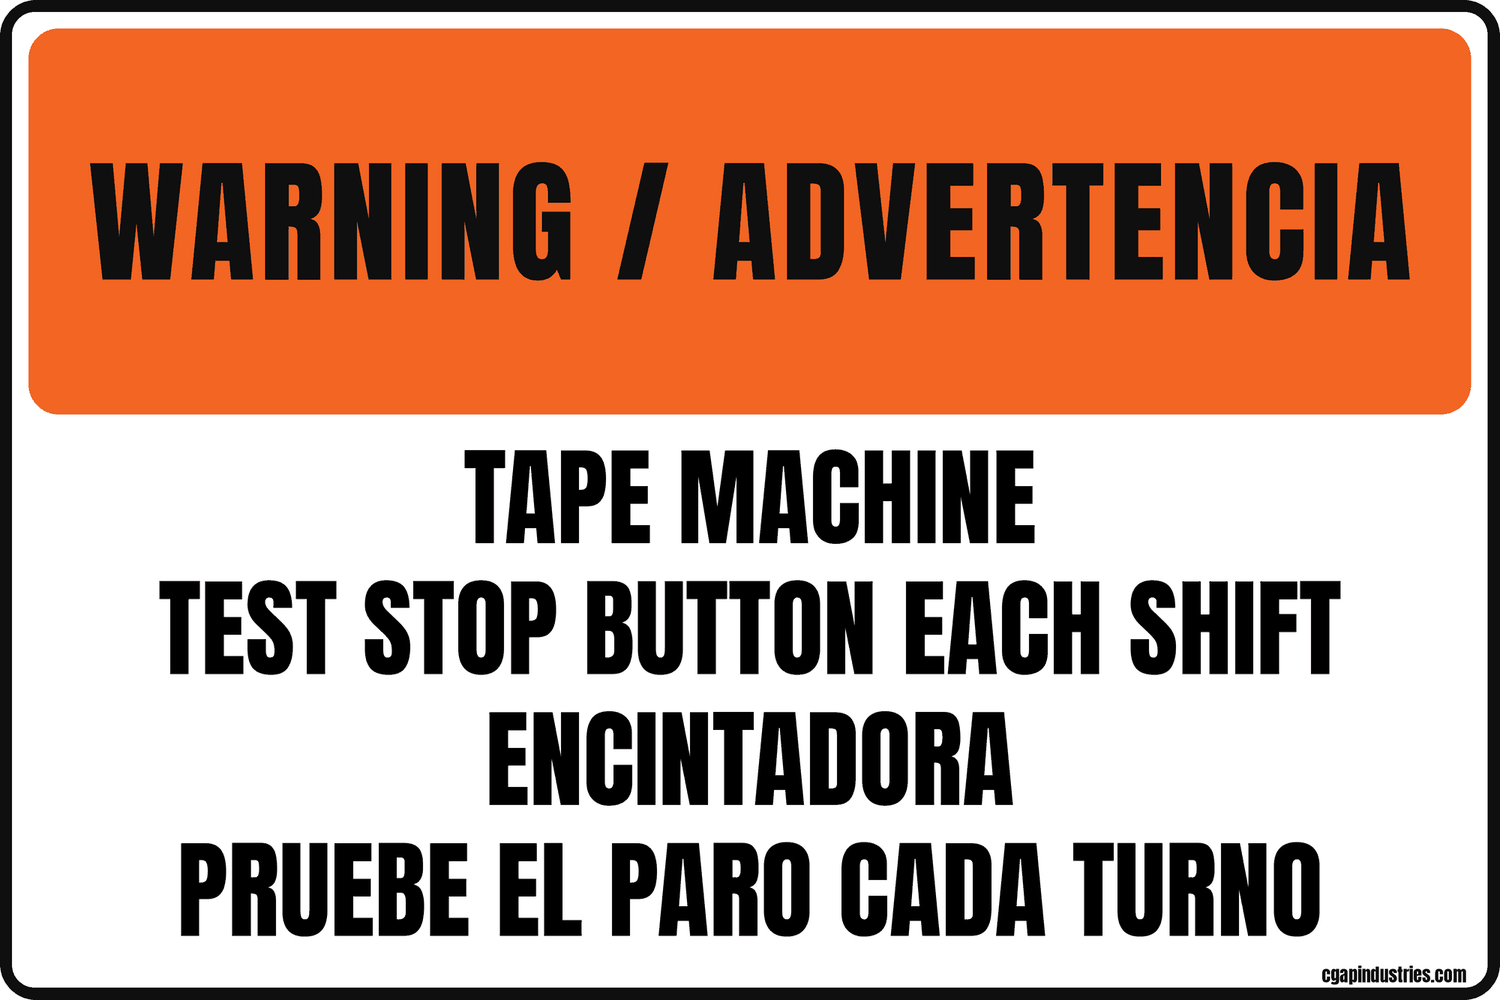 WARNING / ADVERTENCIA
TAPE MACHINE
TEST STOP BUTTON EACH SHIFT
ENCINTADORA
PRUEBE EL PARO CADA TURNO
cgapindustries.com